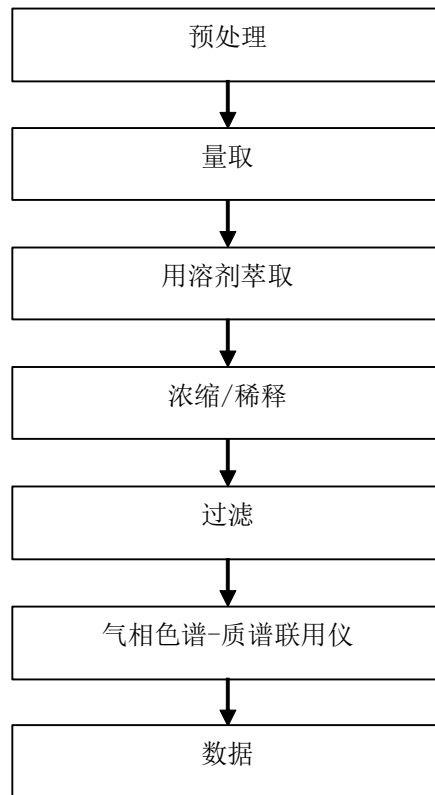 预处理
量取
用溶剂萃取
浓缩/稀释
过滤
气相色谱-质谱联用仪
数据